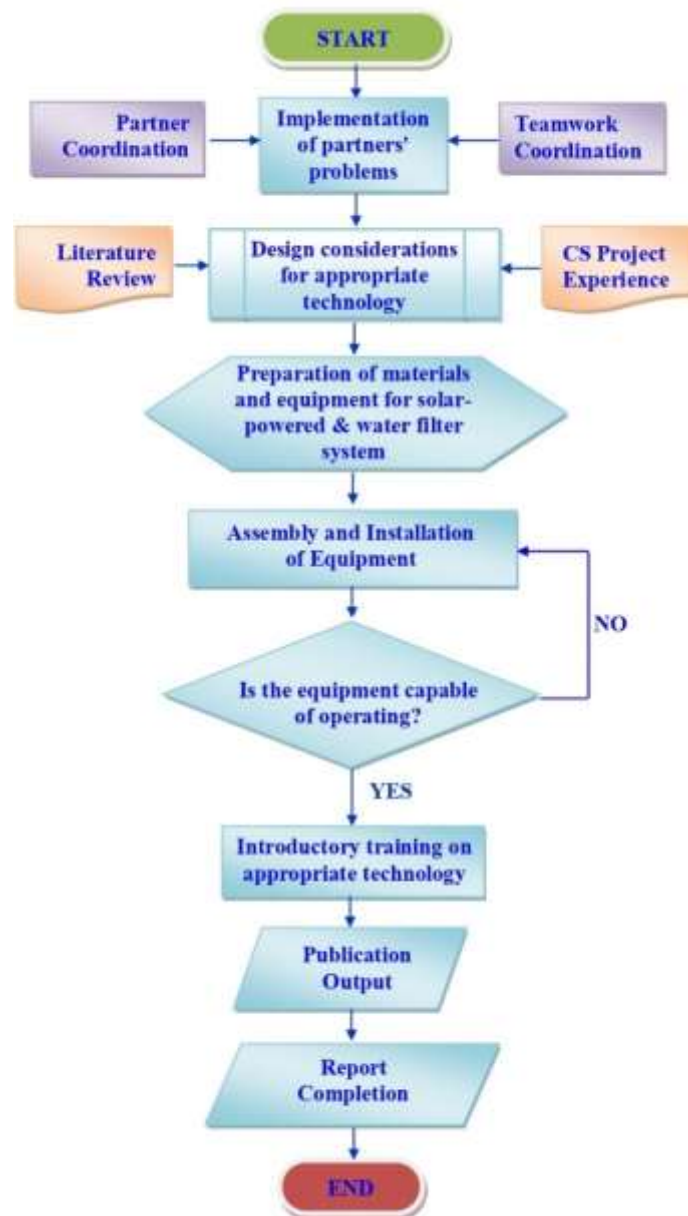 START
Partner
Coordination
Implementation
of partners'
problems
Teamwork
Coordination
Literature
Review
Design considerations
for appropriate
technology
CS Project
Experience
Preparation of materials
and equipment for solar-
powered & water filter
system
Assembly and Installation
of Equipment
NO
Is the equipment capable
of operating?
YES
Introductory training on
appropriate technology
Publication
Output
Report
Completion
END